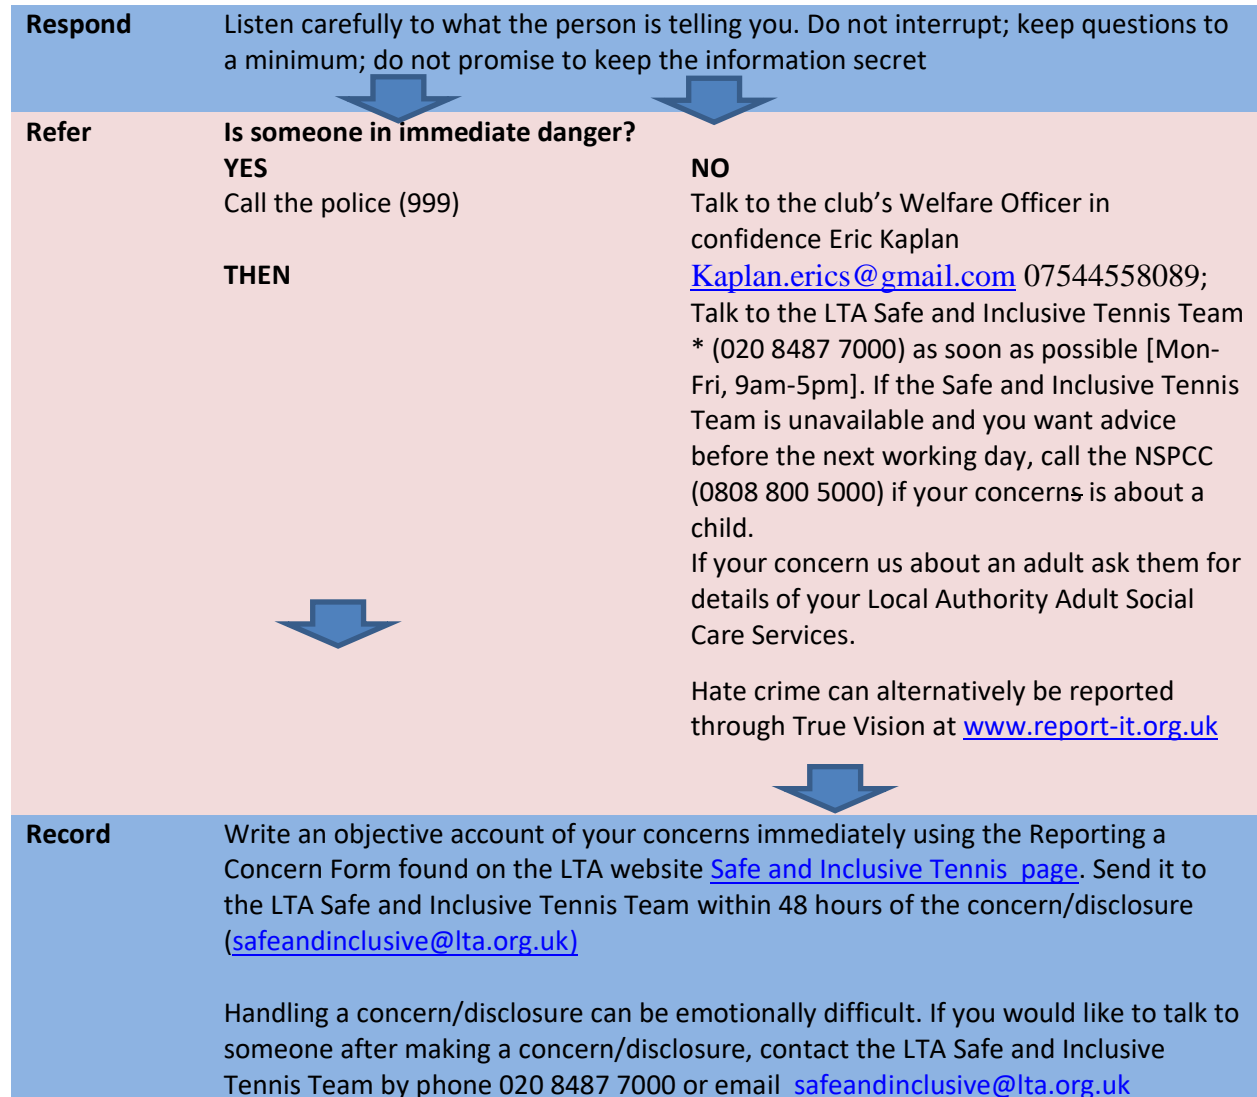 Respond Listen carefully to what the person is telling you. Do not interrupt; keep questions to
a minimum; do not promise to keep the information secret
Refer Is someone in immediate danger?
YES
Call the police (999)
THEN
NO
Talk to the club's Welfare Officer in
confidence Eric Kaplan
Kaplan.erics@gmail.com 07544558089;
Talk to the LTA Safe and Inclusive Tennis Team
* (020 8487 7000) as soon as possible [Mon-
Fri, 9am-5pm]. If the Safe and Inclusive Tennis
Team is unavailable and you want advice
before the next working day, call the NSPCC
(0808 800 5000) if your concerns is about a
child.
If your concern us about an adult ask them for
details of your Local Authority Adult Social
Care Services.
Hate crime can alternatively be reported
through True Vision at www.report-it.org.uk
Record Write an objective account of your concerns immediately using the Reporting a
Concern Form found on the LTA website Safe and Inclusive Tennis  page. Send it to
the LTA Safe and Inclusive Tennis Team within 48 hours of the concern/disclosure
(safeandinclusive@lta.org.uk)
Handling a concern/disclosure can be emotionally difficult. If you would like to talk to
someone after making a concern/disclosure, contact the LTA Safe and Inclusive
Tennis Team by phone 020 8487 7000 or email  safeandinclusive@lta.org.uk